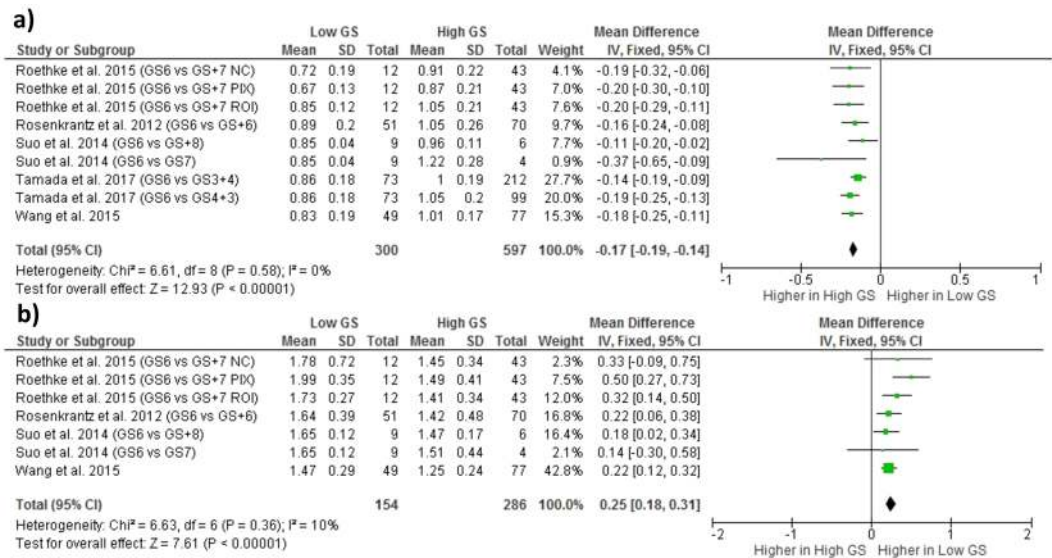 a)
Low GS High GS Mean Difference Mean Difference
Study or Subgroup Mean SD Total Mean SD Total Weight IV, Fixed, 95% CI IV, Fixed, 95% CI
Roethke et al. 2015 (GS6 vs GS+7 NC) 0.72 0.19 12 0.91 0.22 43 4.1% -0.19 [-0.32, -0.06]
Roethke et al. 2015 (GS6 vs GS+7 PIX) 0.67 0.13 12 0.87 0.21 43 7.0% -0.20 [-0.30, -0.10]
Roethke et al. 2015 (GS6 vs GS+7 ROI) 0.85 0.12 12 1.05 0.21 43 7.6% -0.20 [-0.29, -0.11]
Rosenkrantz et al. 2012 (GS6 vs GS+6) 0.89 0.2 51 1.05 0.26 70 9.7% -0.16 [-0.24, -0.08]
Suo et al. 2014 (GS6 vs GS+8) 0.85 0.04 9 0.96 0.11 6 7.7% -0.11 [-0.20, -0.02]
Suo et al. 2014 (GS6 vs GS7) 0.85 0.04 9 1.22 0.28 4 0.9% -0.37 [-0.65, -0.09]
Tamada et al. 2017 (GS6 vs GS3+4) 0.86 0.18 73 1 0.19 212 27.7% -0.14 [-0.19, -0.09]
Tamada et al. 2017 (GS6 vs GS4+3) 0.86 0.18 73 1.05 0.2 99 20.0% -0.19 [-0.25, -0.13]
Wang et al. 2015 0.83 0.19 49 1.01 0.17 77 15.3% -0.18 [-0.25, -0.11]
Total (95% CI) 300 597 100.0% -0.17 [-0.19, -0.14]
Heterogeneity: Chi² = 6.61, df = 8 (P = 0.58); I² = 0%
Test for overall effect: Z = 12.93 (P < 0.00001)
-1 -0.5 0 0.5 1
Higher in High GS Higher in Low GS
b)
Low GS High GS Mean Difference Mean Difference
Study or Subgroup Mean SD Total Mean SD Total Weight IV, Fixed, 95% CI IV, Fixed, 95% CI
Roethke et al. 2015 (GS6 vs GS+7 NC) 1.78 0.72 12 1.45 0.34 43 2.3% 0.33 [-0.09, 0.75]
Roethke et al. 2015 (GS6 vs GS+7 PIX) 1.99 0.35 12 1.49 0.41 43 7.5% 0.50 [0.27, 0.73]
Roethke et al. 2015 (GS6 vs GS+7 ROI) 1.73 0.27 12 1.41 0.34 43 12.0% 0.32 [0.14, 0.50]
Rosenkrantz et al. 2012 (GS6 vs GS+6) 1.64 0.39 51 1.42 0.48 70 16.8% 0.22 [0.06, 0.38]
Suo et al. 2014 (GS6 vs GS+8) 1.65 0.12 9 1.47 0.17 6 16.4% 0.18 [0.02, 0.34]
Suo et al. 2014 (GS6 vs GS7) 1.65 0.12 9 1.51 0.44 4 2.1% 0.14 [-0.30, 0.58]
Wang et al. 2015 1.47 0.29 49 1.25 0.24 77 42.8% 0.22 [0.12, 0.32]
Total (95% CI) 154 286 100.0% 0.25 [0.18, 0.31]
Heterogeneity: Chi² = 6.63, df = 6 (P = 0.36); I² = 10%
Test for overall effect: Z = 7.61 (P < 0.00001)
-2 -1 0 1 2
Higher in High GS Higher in Low GS